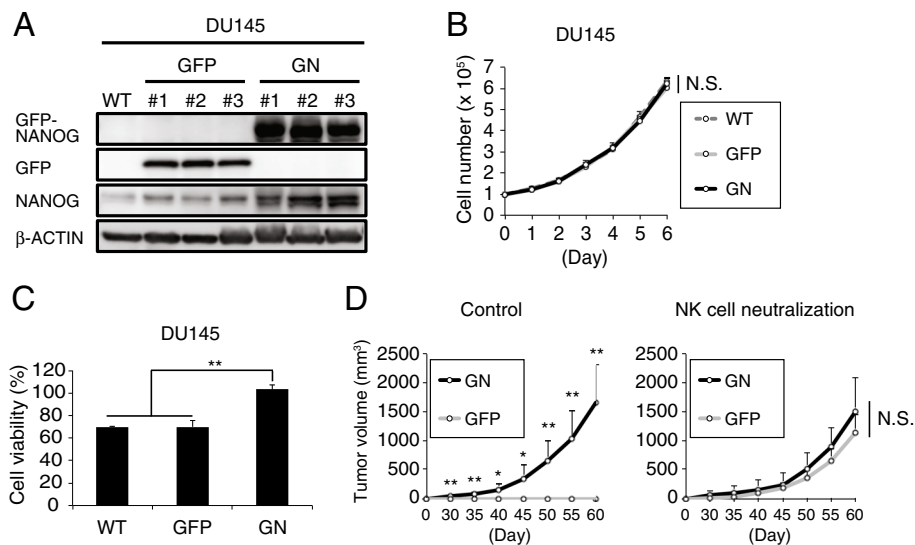 A
DU145
GFP GN
WT #1 #2 #3 #1 #2 #3
GFP-
NANOG
GFP
NANOG
β-ACTIN
B
DU145
Cell number (x 10⁵)
7
6
5
4
3
2
1
0 1 2 3 4 5 6
(Day)
N.S.
WT
GFP
GN
C
DU145
Cell viability (%)
120
100
80
60
40
20
0
**
WT GFP GN
D
Control
Tumor volume (mm³)
2500
2000
1500
1000
500
0
GN
GFP
** ** * * ** ** **
0 30 35 40 45 50 55 60
(Day)
NK cell neutralization
2500
2000
1500
1000
500
0
GN
GFP
N.S.
0 30 35 40 45 50 55 60
(Day)